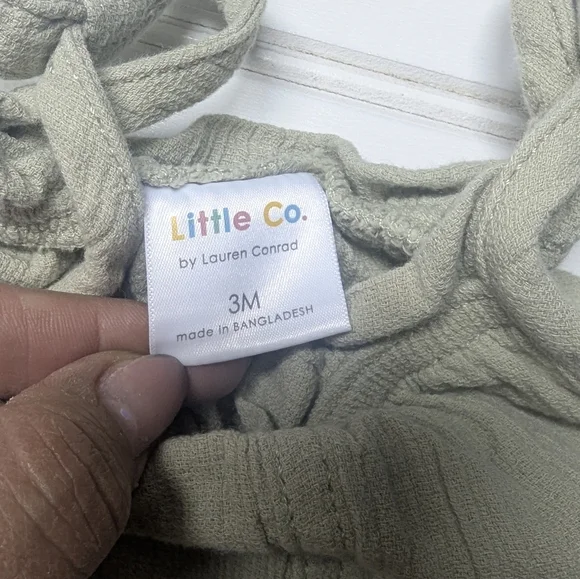 Little Co.
by Lauren Conrad
3M
made in BANGLADESH